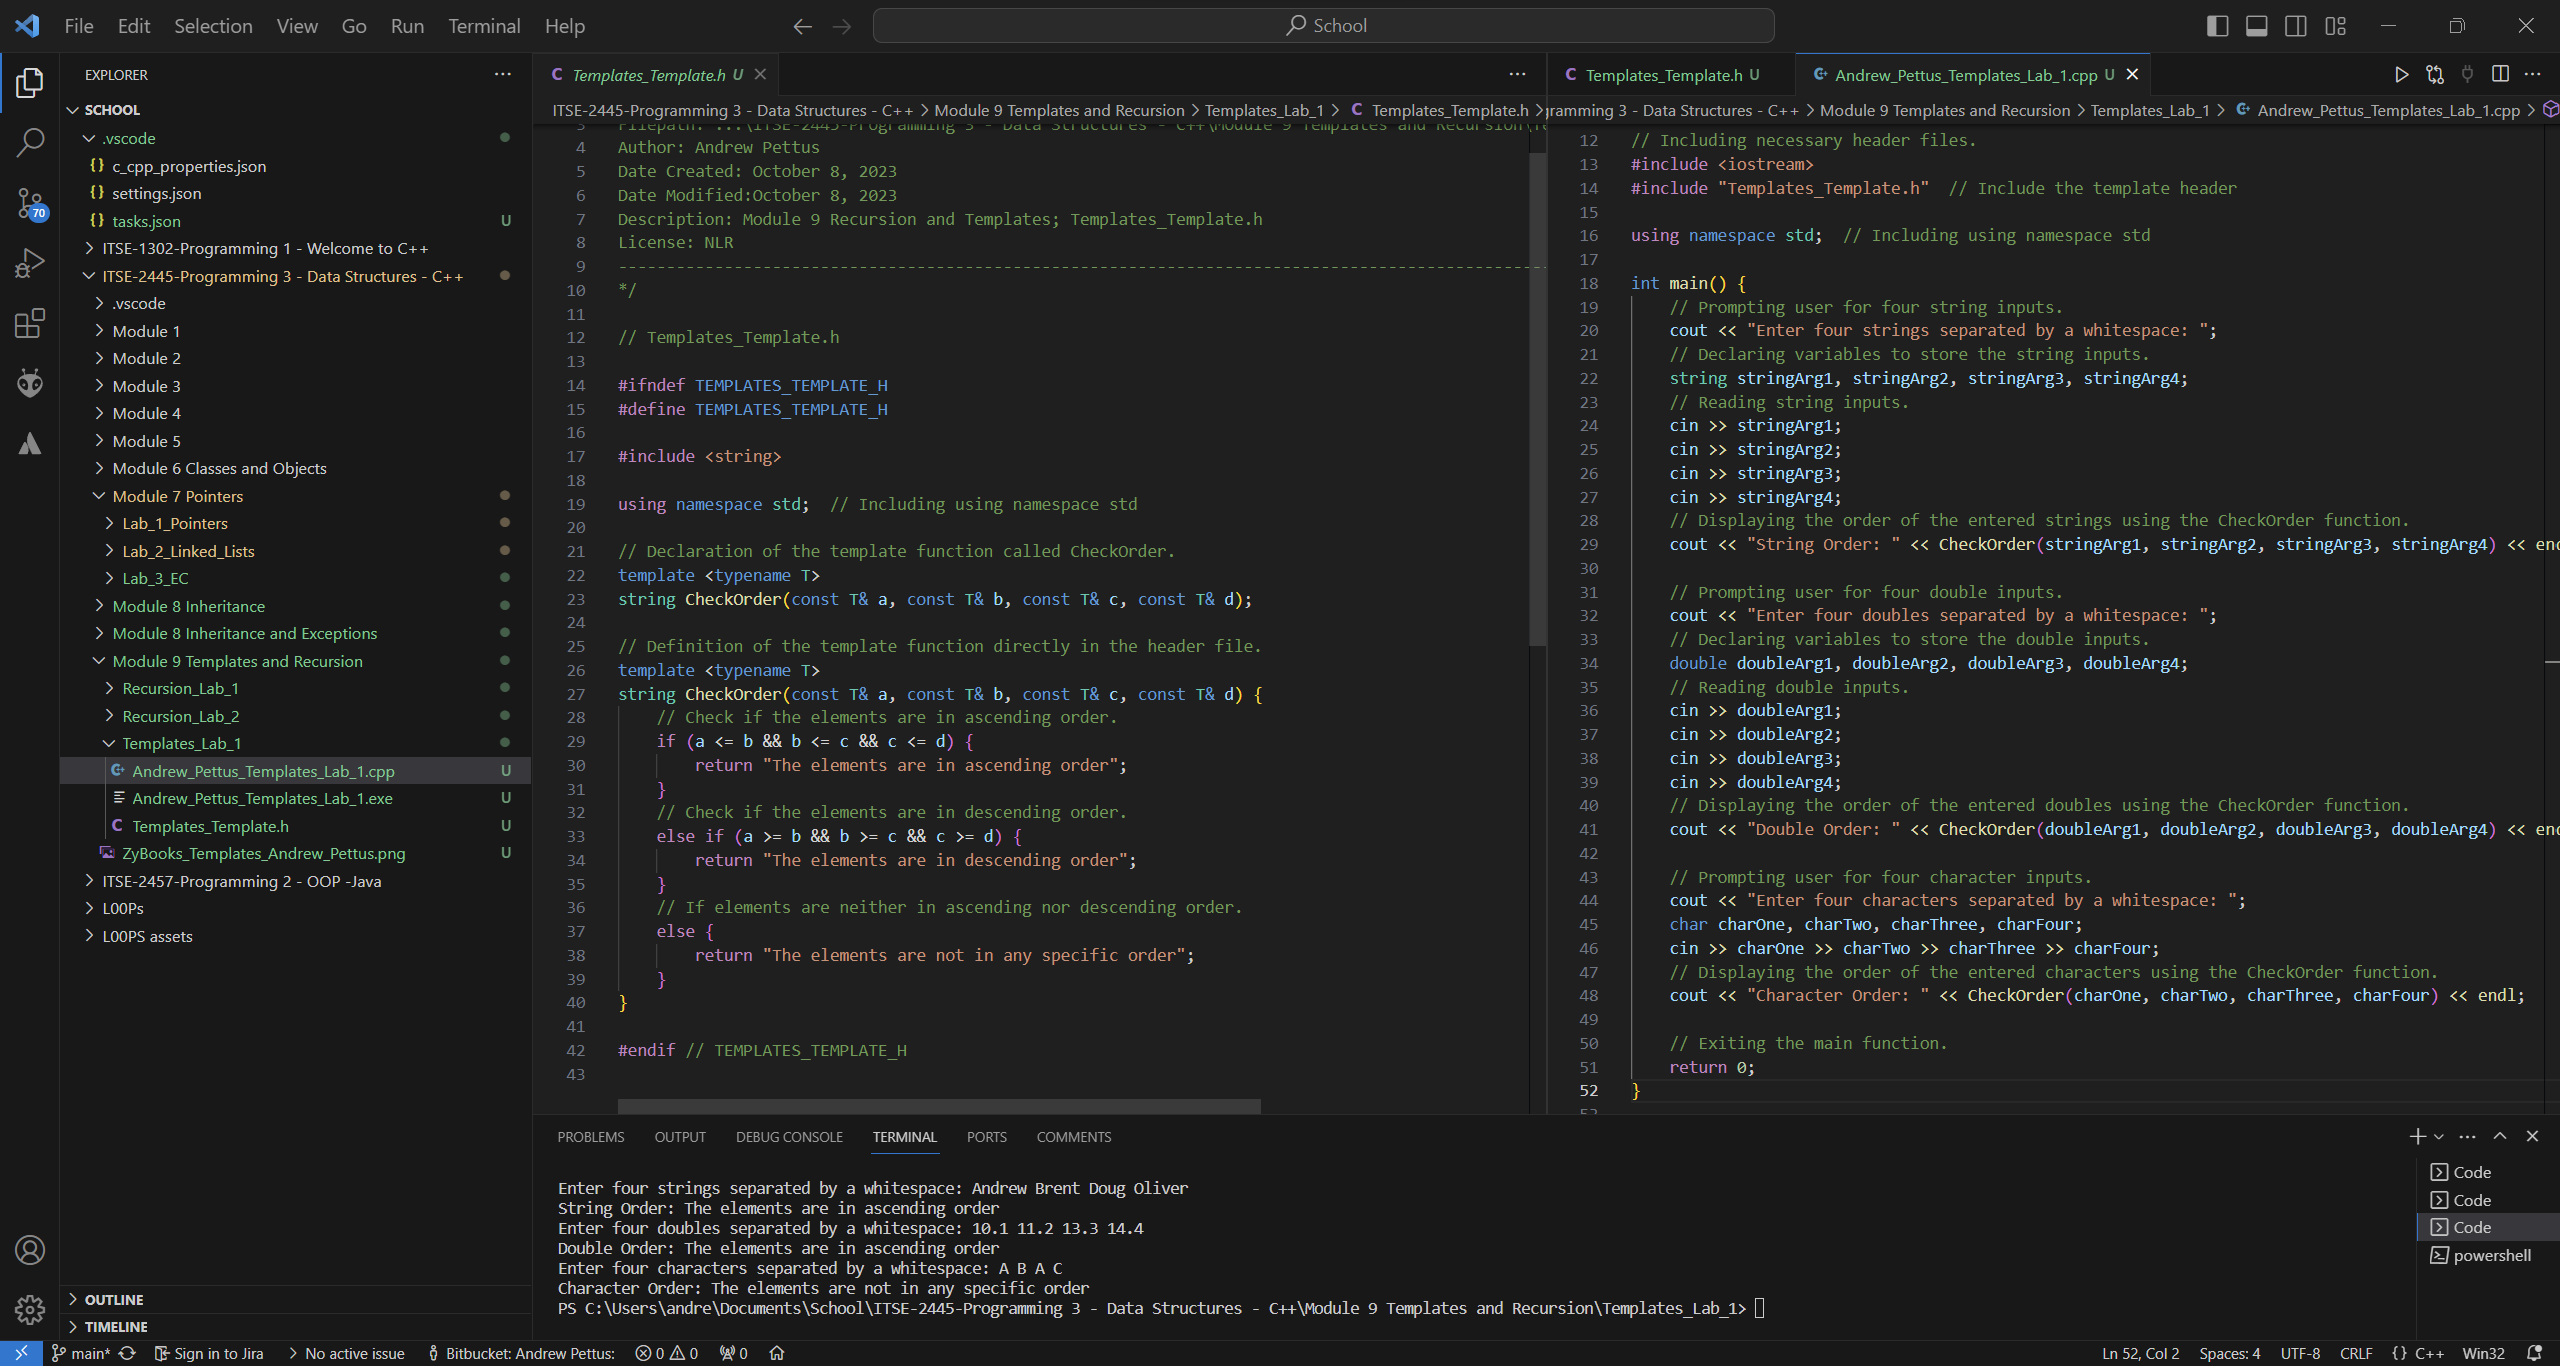 File Edit Selection View Go Run Terminal Help
School
EXPLORER
SCHOOL
.vscode
{} c_cpp_properties.json
{} settings.json
{} tasks.json U
ITSE-1302-Programming 1 - Welcome to C++
ITSE-2445-Programming 3 - Data Structures - C++
.vscode
Module 1
Module 2
Module 3
Module 4
Module 5
Module 6 Classes and Objects
Module 7 Pointers
Lab_1_Pointers
Lab_2_Linked_Lists
Lab_3_EC
Module 8 Inheritance
Module 8 Inheritance and Exceptions
Module 9 Templates and Recursion
Recursion_Lab_1
Recursion_Lab_2
Templates_Lab_1
Andrew_Pettus_Templates_Lab_1.cpp U
Andrew_Pettus_Templates_Lab_1.exe U
C Templates_Template.h U
ZyBooks_Templates_Andrew_Pettus.png U
ITSE-2457-Programming 2 - OOP -Java
L00Ps
L00PS assets
OUTLINE
TIMELINE
70
C Templates_Template.h U
ITSE-2445-Programming 3 - Data Structures - C++ > Module 9 Templates and Recursion > Templates_Lab_1 > C Templates_Template.h >
3 Filepath: ...\ITSE-2445-Programming 3 - Data Structures - C++\Module 9 Templates and Recursion\Te
4 Author: Andrew Pettus
5 Date Created: October 8, 2023
6 Date Modified:October 8, 2023
7 Description: Module 9 Recursion and Templates; Templates_Template.h
8 License: NLR
9 ------------------------------------------------------------------------------------------------
10 */
11
12 // Templates_Template.h
13
14 #ifndef TEMPLATES_TEMPLATE_H
15 #define TEMPLATES_TEMPLATE_H
16
17 #include <string>
18
19 using namespace std;  // Including using namespace std
20
21 // Declaration of the template function called CheckOrder.
22 template <typename T>
23 string CheckOrder(const T& a, const T& b, const T& c, const T& d);
24
25 // Definition of the template function directly in the header file.
26 template <typename T>
27 string CheckOrder(const T& a, const T& b, const T& c, const T& d) {
28     // Check if the elements are in ascending order.
29     if (a <= b && b <= c && c <= d) {
30         return "The elements are in ascending order";
31     }
32     // Check if the elements are in descending order.
33     else if (a >= b && b >= c && c >= d) {
34         return "The elements are in descending order";
35     }
36     // If elements are neither in ascending nor descending order.
37     else {
38         return "The elements are not in any specific order";
39     }
40 }
41
42 #endif // TEMPLATES_TEMPLATE_H
43
C Templates_Template.h U
Andrew_Pettus_Templates_Lab_1.cpp U
gramming 3 - Data Structures - C++ > Module 9 Templates and Recursion > Templates_Lab_1 > Andrew_Pettus_Templates_Lab_1.cpp >
12 // Including necessary header files.
13 #include <iostream>
14 #include "Templates_Template.h"  // Include the template header
15
16 using namespace std;  // Including using namespace std
17
18 int main() {
19     // Prompting user for four string inputs.
20     cout << "Enter four strings separated by a whitespace: ";
21     // Declaring variables to store the string inputs.
22     string stringArg1, stringArg2, stringArg3, stringArg4;
23     // Reading string inputs.
24     cin >> stringArg1;
25     cin >> stringArg2;
26     cin >> stringArg3;
27     cin >> stringArg4;
28     // Displaying the order of the entered strings using the CheckOrder function.
29     cout << "String Order: " << CheckOrder(stringArg1, stringArg2, stringArg3, stringArg4) << end
30
31     // Prompting user for four double inputs.
32     cout << "Enter four doubles separated by a whitespace: ";
33     // Declaring variables to store the double inputs.
34     double doubleArg1, doubleArg2, doubleArg3, doubleArg4;
35     // Reading double inputs.
36     cin >> doubleArg1;
37     cin >> doubleArg2;
38     cin >> doubleArg3;
39     cin >> doubleArg4;
40     // Displaying the order of the entered doubles using the CheckOrder function.
41     cout << "Double Order: " << CheckOrder(doubleArg1, doubleArg2, doubleArg3, doubleArg4) << end
42
43     // Prompting user for four character inputs.
44     cout << "Enter four characters separated by a whitespace: ";
45     char charOne, charTwo, charThree, charFour;
46     cin >> charOne >> charTwo >> charThree >> charFour;
47     // Displaying the order of the entered characters using the CheckOrder function.
48     cout << "Character Order: " << CheckOrder(charOne, charTwo, charThree, charFour) << endl;
49
50     // Exiting the main function.
51     return 0;
52 }
53
PROBLEMS OUTPUT DEBUG CONSOLE TERMINAL PORTS COMMENTS
Enter four strings separated by a whitespace: Andrew Brent Doug Oliver
String Order: The elements are in ascending order
Enter four doubles separated by a whitespace: 10.1 11.2 13.3 14.4
Double Order: The elements are in ascending order
Enter four characters separated by a whitespace: A B A C
Character Order: The elements are not in any specific order
PS C:\Users\andre\Documents\School\ITSE-2445-Programming 3 - Data Structures - C++\Module 9 Templates and Recursion\Templates_Lab_1>
Code
Code
Code
powershell
main* Sign in to Jira No active issue Bitbucket: Andrew Pettus: 0 0 0 Ln 52, Col 2 Spaces: 4 UTF-8 CRLF {} C++ Win32